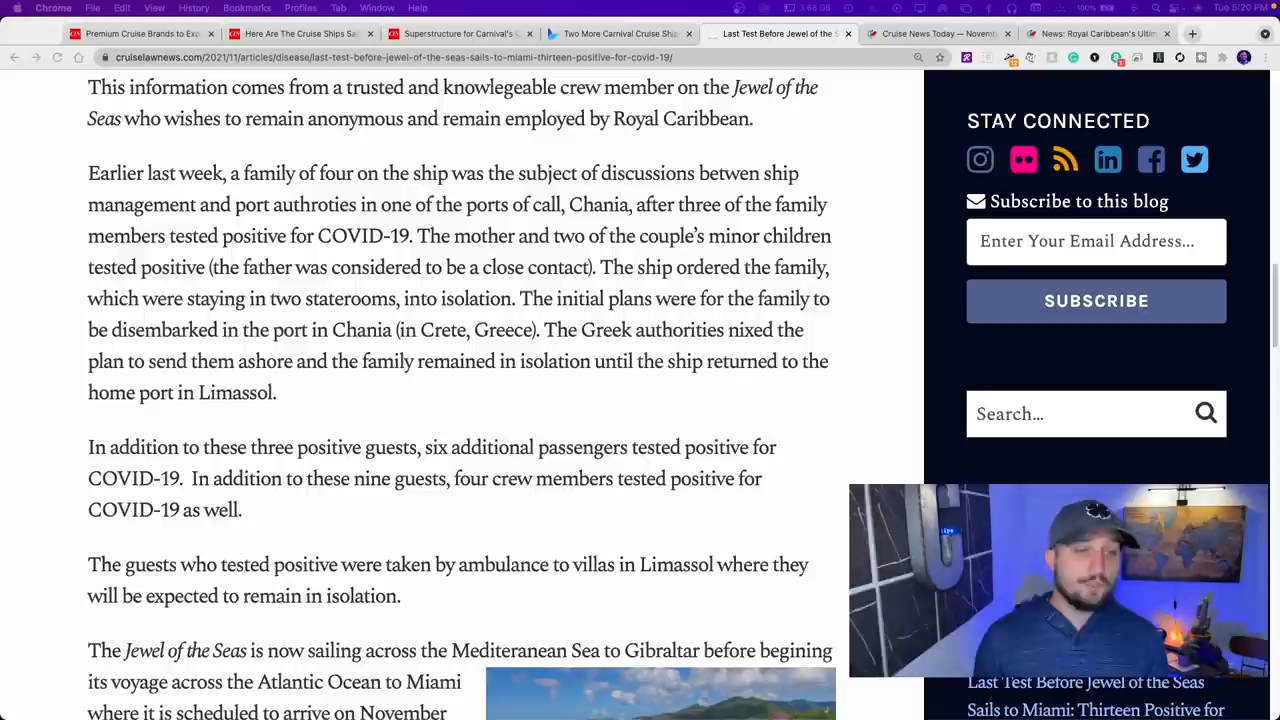 Chrome File Edit View History Bookmarks Profiles Tab Window Help 3.68 GB 100% Tue 5:20 PM
Premium Cruise Brands to Exp Here Are The Cruise Ships Sai Superstructure for Carnival's Two More Carnival Cruise Ship Last Test Before Jewel of the S Cruise News Today — Novemb News: Royal Caribbean's Ultim
cruiselawnews.com/2021/11/articles/disease/last-test-before-jewel-of-the-seas-sails-to-miami-thirteen-positive-for-covid-19/
This information comes from a trusted and knowlegeable crew member on the Jewel of the
Seas who wishes to remain anonymous and remain employed by Royal Caribbean.
Earlier last week, a family of four on the ship was the subject of discussions betwen ship
management and port authroties in one of the ports of call, Chania, after three of the family
members tested positive for COVID-19. The mother and two of the couple's minor children
tested positive (the father was considered to be a close contact). The ship ordered the family,
which were staying in two staterooms, into isolation. The initial plans were for the family to
be disembarked in the port in Chania (in Crete, Greece). The Greek authorities nixed the
plan to send them ashore and the family remained in isolation until the ship returned to the
home port in Limassol.
In addition to these three positive guests, six additional passengers tested positive for
COVID-19. In addition to these nine guests, four crew members tested positive for
COVID-19 as well.
The guests who tested positive were taken by ambulance to villas in Limassol where they
will be expected to remain in isolation.
The Jewel of the Seas is now sailing across the Mediteranean Sea to Gibraltar before begining
its voyage across the Atlantic Ocean to Miami
where it is scheduled to arrive on November
STAY CONNECTED
Subscribe to this blog
Enter Your Email Address...
SUBSCRIBE
Search...
Last Test Before Jewel of the Seas
Sails to Miami: Thirteen Positive for